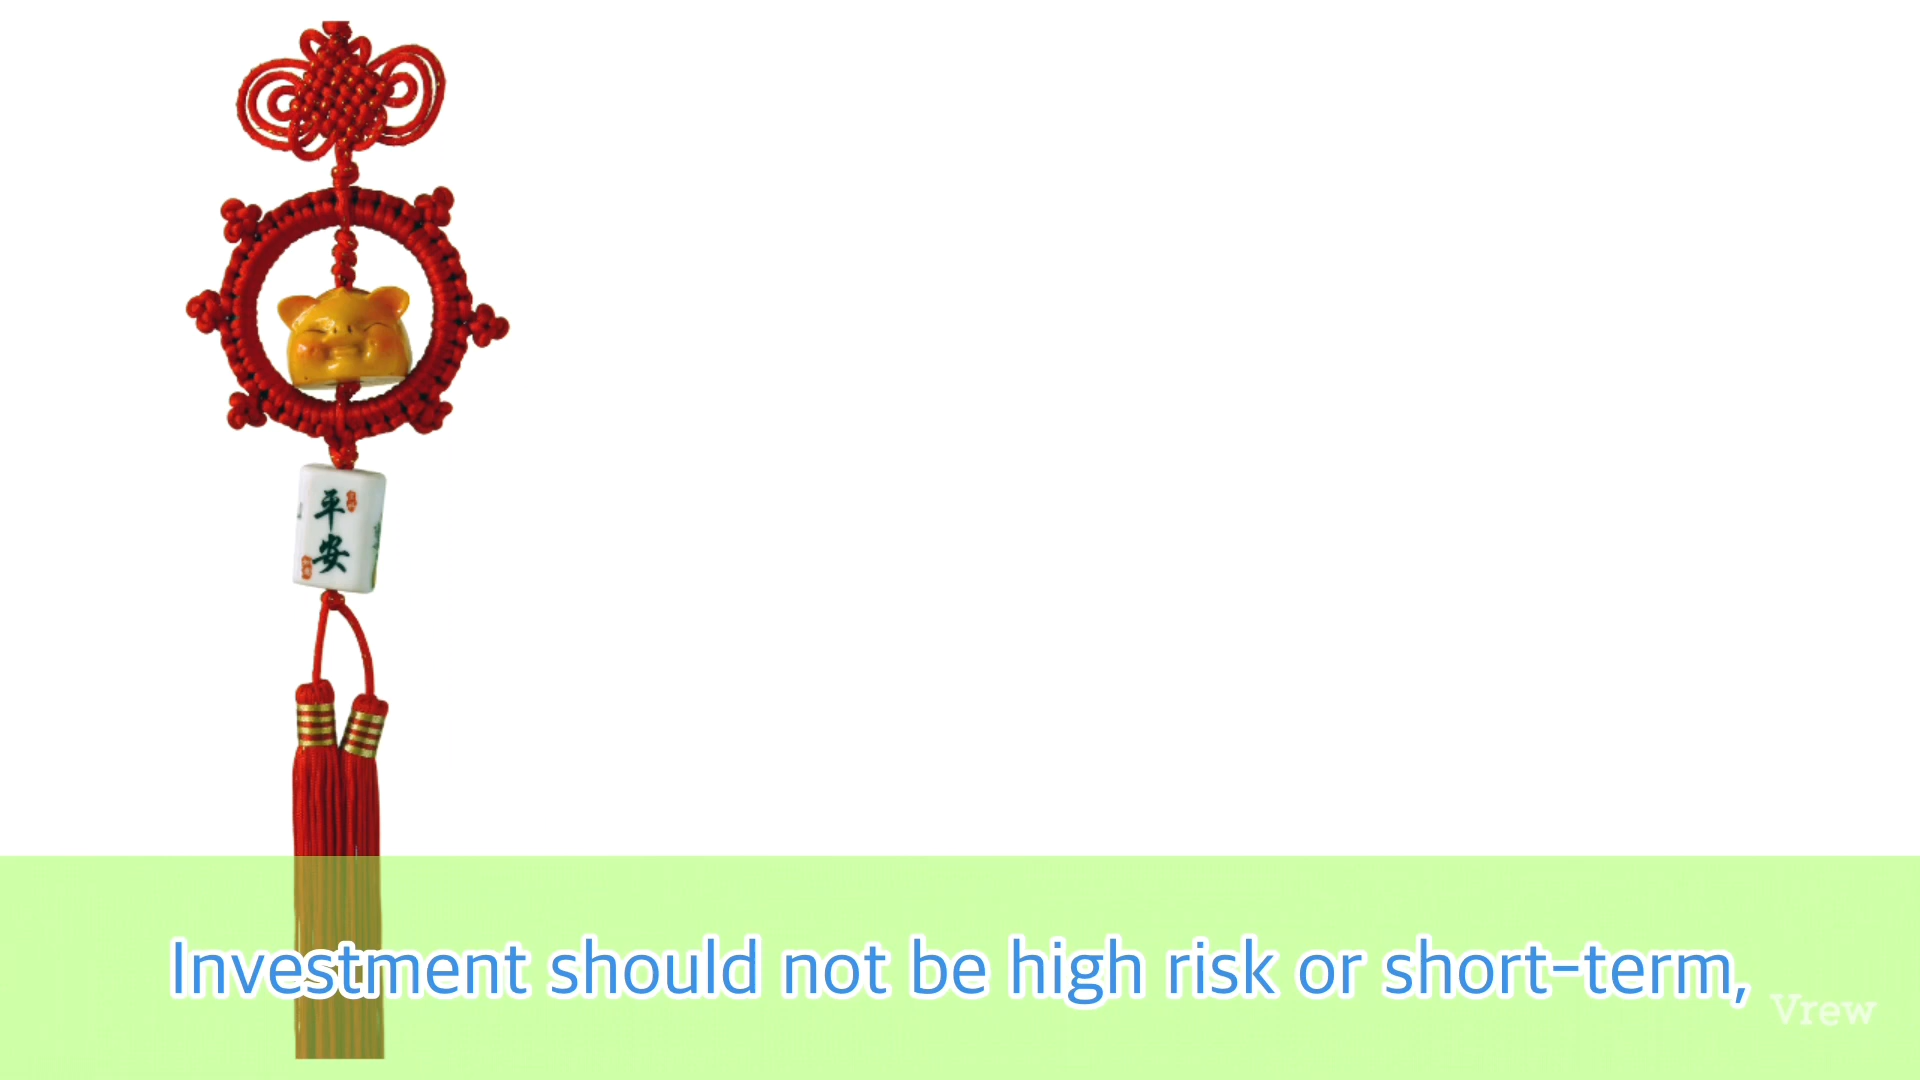 平
安
Investment should not be high risk or short-term,
Vrew